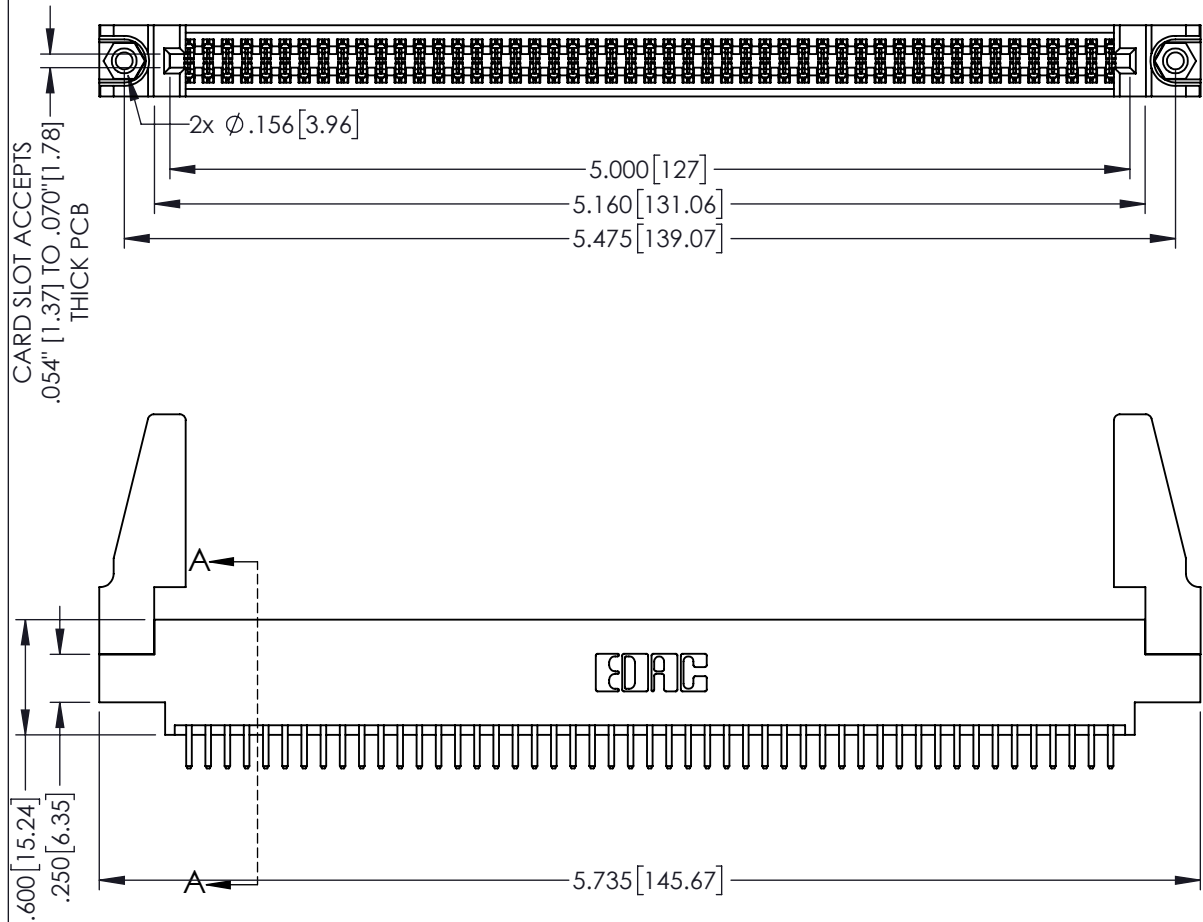 2x Ø.156[3.96]
5.000[127]
5.160[131.06]
5.475[139.07]
CARD SLOT ACCEPTS
.054" [1.37] TO .070"[1.78]
THICK PCB
A
EDAC
.600[15.24]
.250[6.35]
A
5.735[145.67]